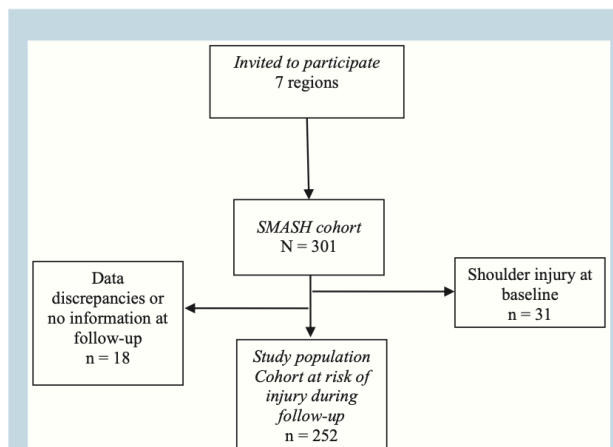 Invited to participate
7 regions
SMASH cohort
N = 301
Data
discrepancies or
no information at
follow-up
n = 18
Shoulder injury at
baseline
n = 31
Study population
Cohort at risk of
injury during
follow-up
n = 252